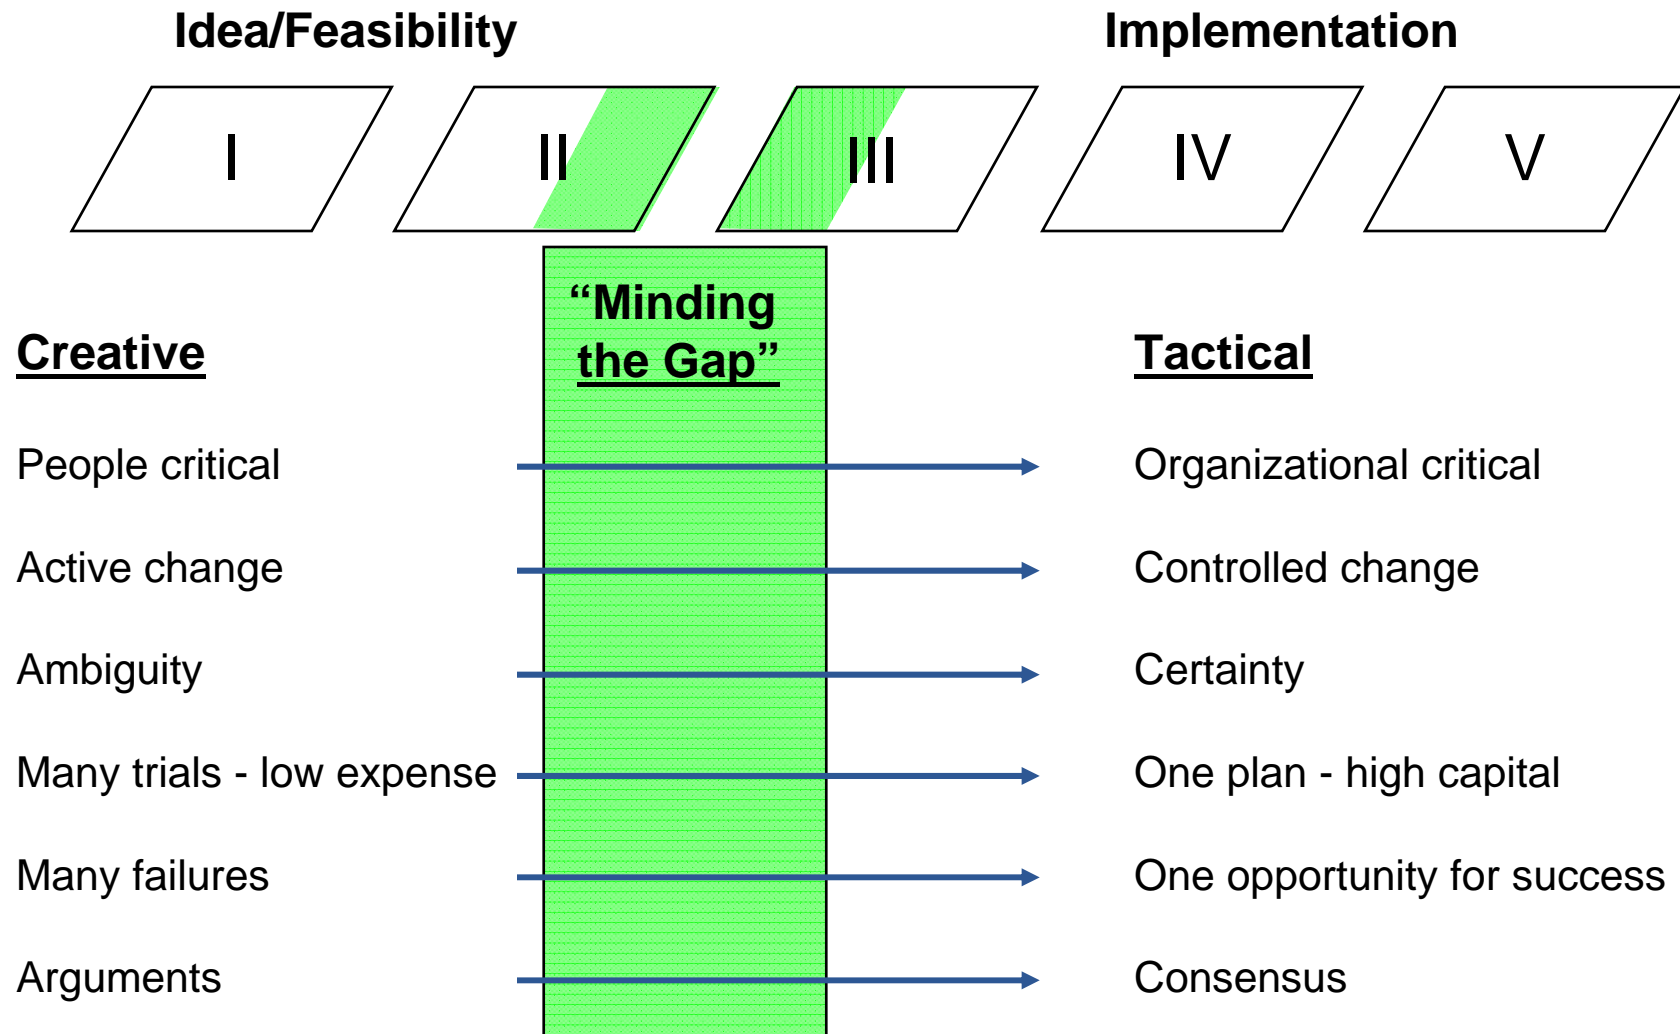 Idea/Feasibility
Implementation
I
II
III
IV
V
“Minding
the Gap”
Creative
Tactical
People critical
Organizational critical
Active change
Controlled change
Ambiguity
Certainty
Many trials - low expense
One plan - high capital
Many failures
One opportunity for success
Arguments
Consensus